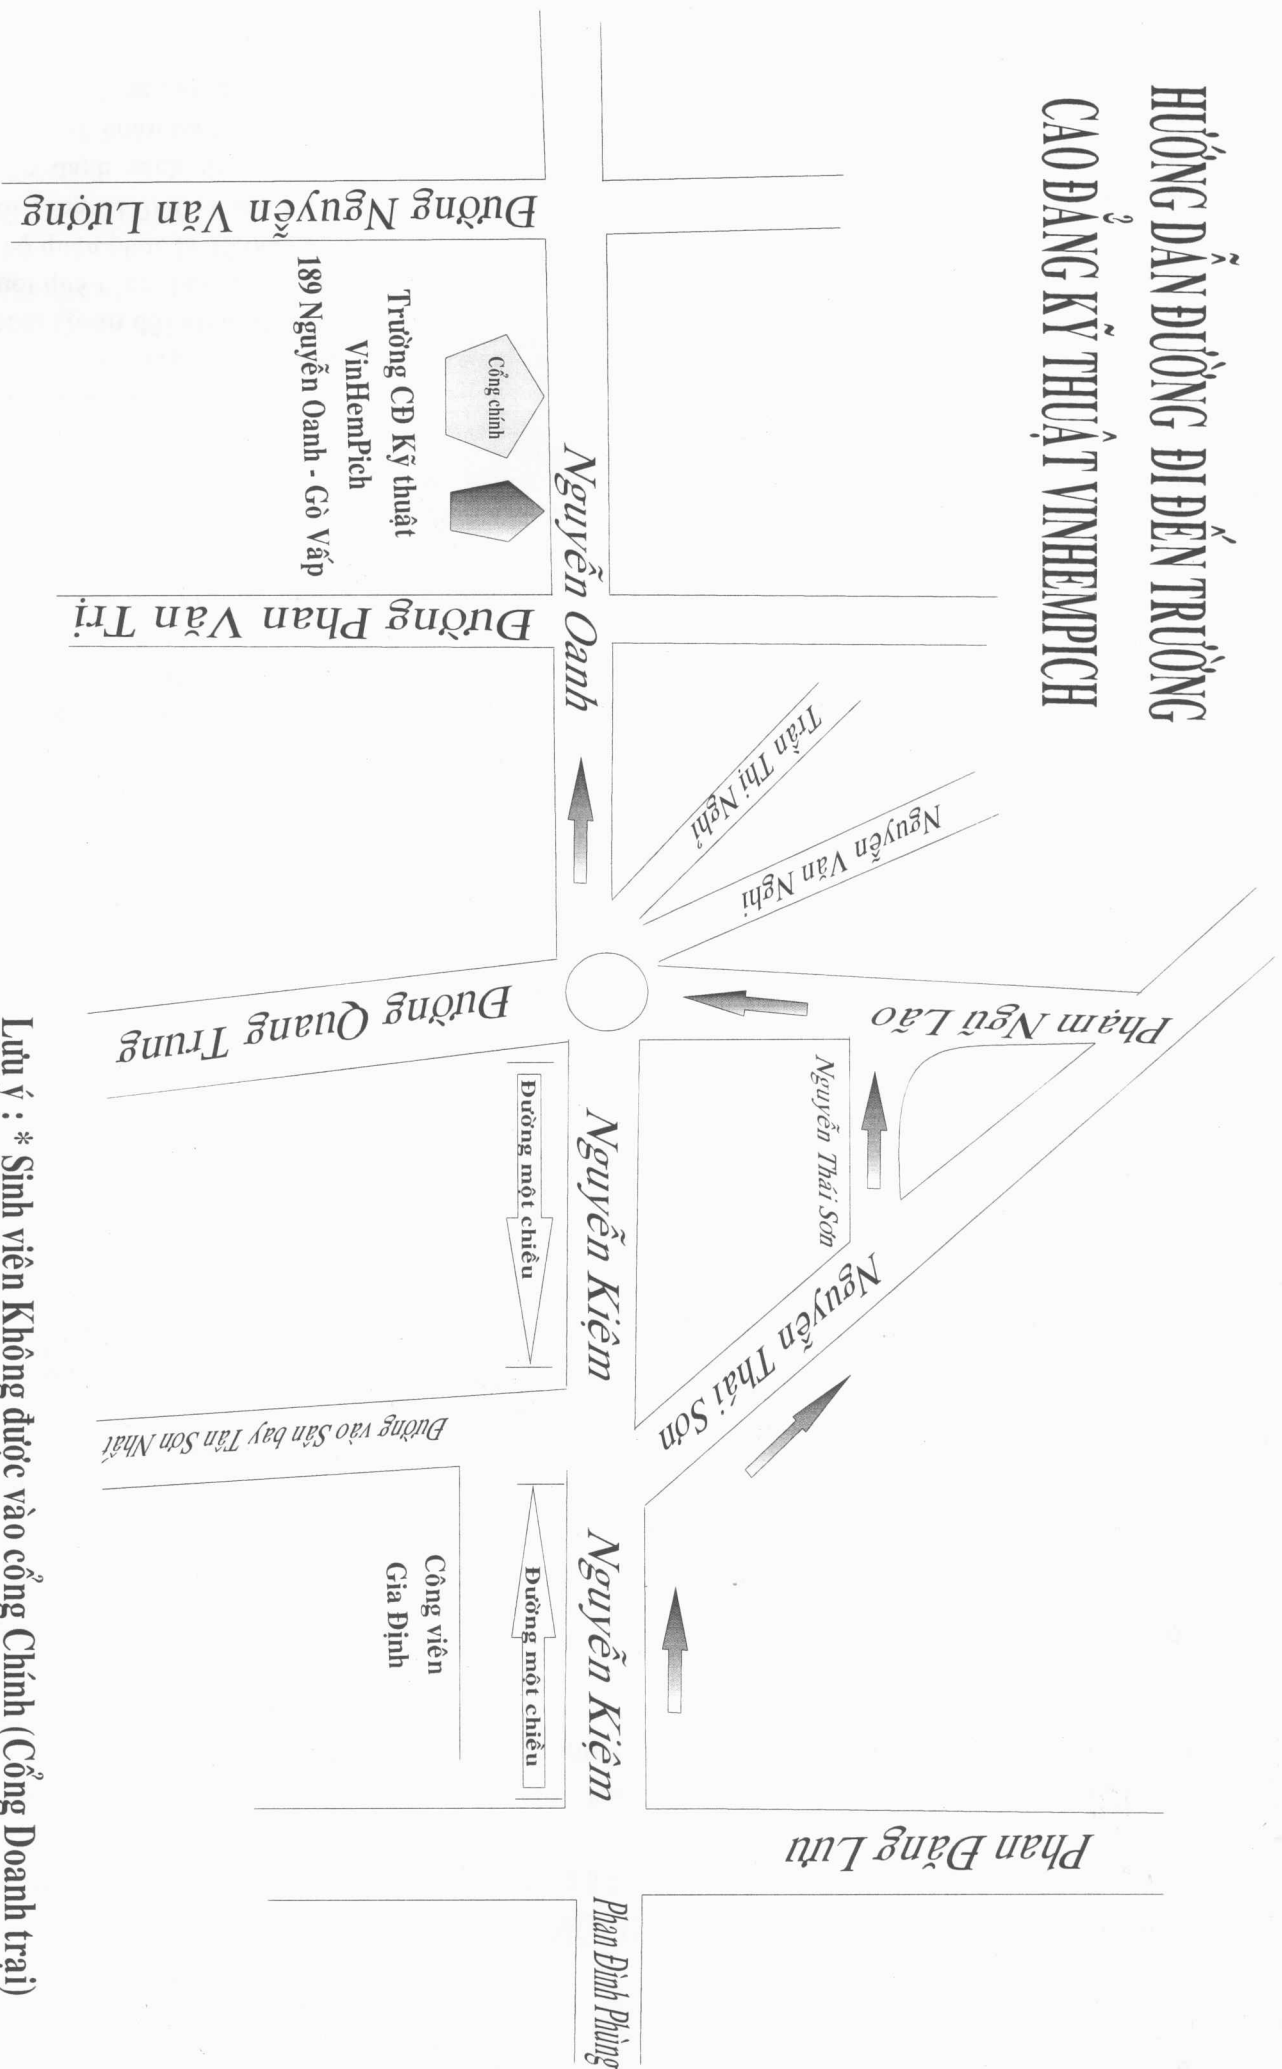 HƯỚNG DẪN ĐƯỜNG ĐI ĐẾN TRƯỜNG
CAO ĐẲNG KỸ THUẬT VINHEMPICH
Đường Nguyễn Văn Lượng
Cổng chính
Trường CĐ Kỹ thuật
VinHemPich
189 Nguyễn Oanh - Gò Vấp
Nguyễn Oanh
Đường Phan Văn Trị
Trần Thị Nghỉ
Nguyễn Văn Nghi
Phạm Ngũ Lão
Đường Quang Trung
Nguyễn Thái Sơn
Nguyễn Thái Sơn
Nguyễn Kiệm
Đường một chiều
Đường vào Sân bay Tân Sơn Nhất
Nguyễn Kiệm
Đường một chiều
Công viên
Gia Định
Phan Đăng Lưu
Phan Đình Phùng
Lưu ý : * Sinh viên Không được vào cổng Chính (Cổng Doanh trại)